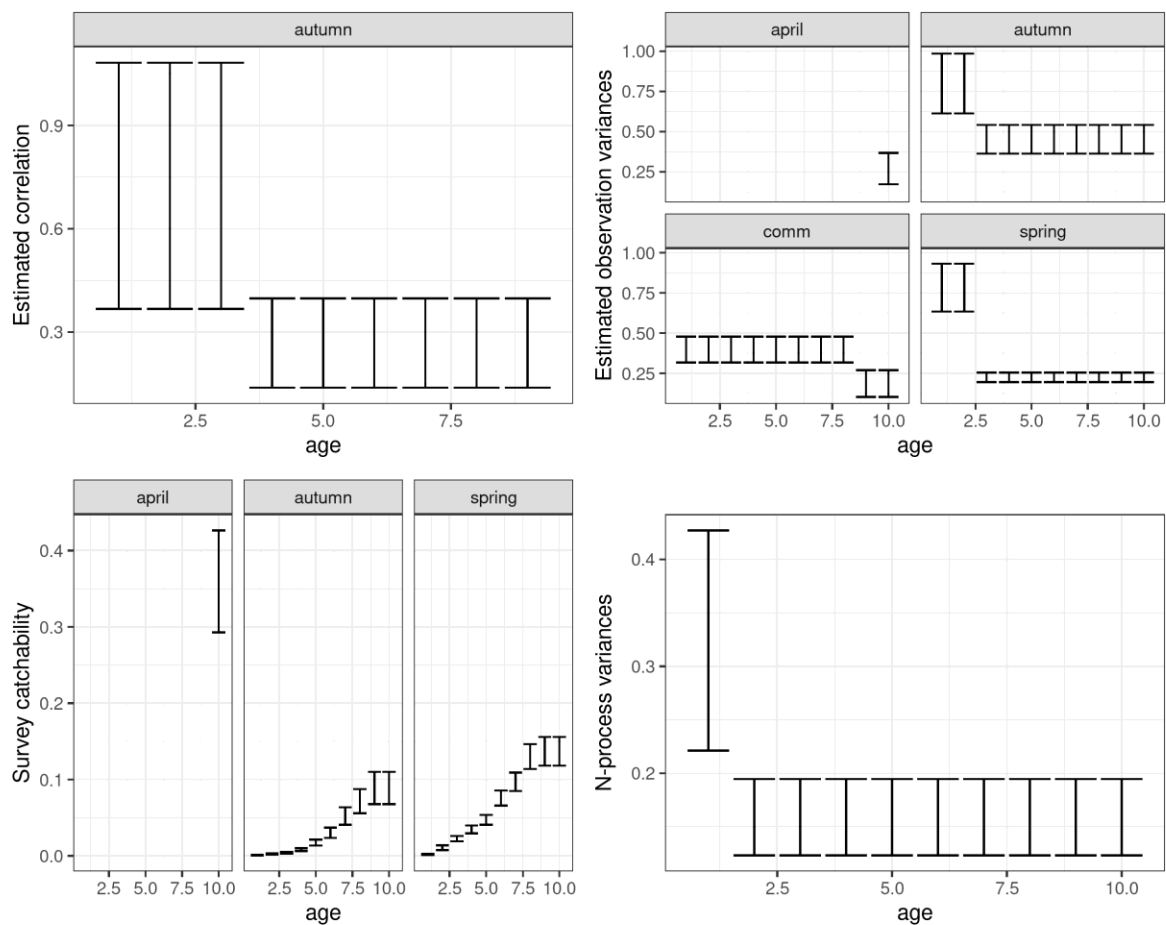 autumn
Estimated correlation
0.9
0.6
0.3
2.5 5.0 7.5
age
april autumn
Estimated observation variances
1.00
0.75
0.50
0.25
comm spring
1.00
0.75
0.50
0.25
2.5 5.0 7.5 10.0 2.5 5.0 7.5 10.0
age
april autumn spring
Survey catchability
0.4
0.3
0.2
0.1
0.0
2.5 5.0 7.5 10.0 2.5 5.0 7.5 10.0 2.5 5.0 7.5 10.0
age
N-process variances
0.4
0.3
0.2
2.5 5.0 7.5 10.0
age